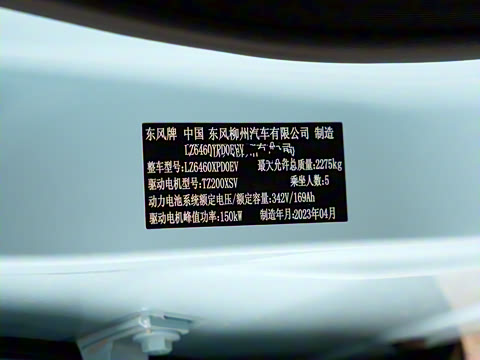 东风牌 中国 东风柳州汽车有限公司 制造
整车型号:LZ6460XPD0EV 最大允许总质量:2275kg
驱动电机型号:TZ200XSV 乘坐人数:5
动力电池系统额定电压/额定容量:342V/169Ah
驱动电机峰值功率:150kW 制造年月:2023年04月